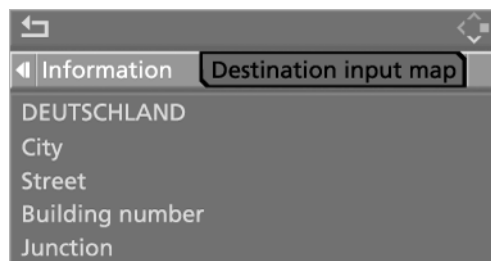 Information Destination input map
DEUTSCHLAND
City
Street
Building number
Junction